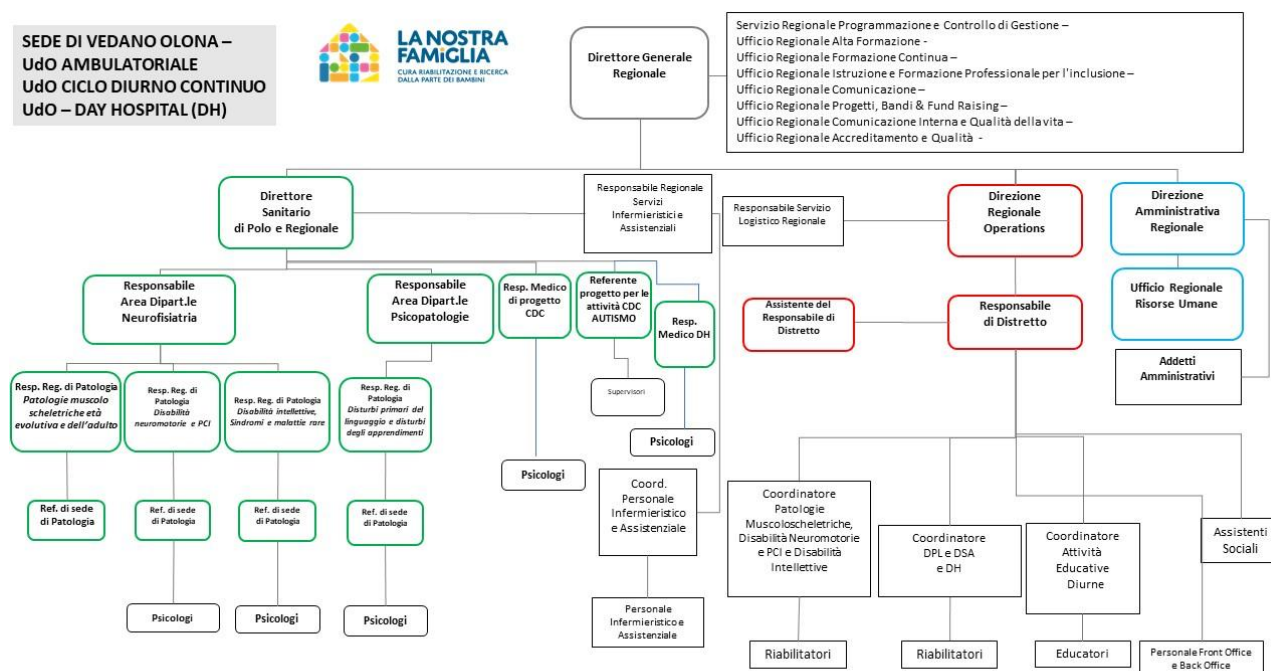 SEDE DI VEDANO OLONA –
UdO AMBULATORIALE
UdO CICLO DIURNO CONTINUO
UdO – DAY HOSPITAL (DH)
LA NOSTRA
FAMiGLIA
CURA RIABILITAZIONE E RICERCA
DALLA PARTE DEI BAMBINI
Direttore Generale
Regionale
Servizio Regionale Programmazione e Controllo di Gestione –
Ufficio Regionale Alta Formazione -
Ufficio Regionale Formazione Continua –
Ufficio Regionale Istruzione e Formazione Professionale per l'inclusione –
Ufficio Regionale Comunicazione –
Ufficio Regionale Progetti, Bandi & Fund Raising –
Ufficio Regionale Comunicazione Interna e Qualità della vita –
Ufficio Regionale Accreditamento e Qualità -
Direttore
Sanitario
di Polo e Regionale
Responsabile Regionale
Servizi
Infermieristici e
Assistenziali
Responsabile Servizio
Logistico Regionale
Direzione
Regionale
Operations
Direzione
Amministrativa
Regionale
Responsabile
Area Dipart.le
Neurofisiatria
Responsabile
Area Dipart.le
Psicopatologie
Resp. Medico
di progetto
CDC
Referente
progetto per le
attività CDC
AUTISMO
Resp.
Medico DH
Assistente del
Responsabile di
Distretto
Responsabile
di Distretto
Ufficio Regionale
Risorse Umane
Addetti
Amministrativi
Resp. Reg. di Patologia
Patologie muscolo
scheletriche età
evolutiva e dell'adulto
Resp. Reg. di
Patologia
Disabilità
neuromotorie e PCI
Resp. Reg. di Patologia
Disabilità intellettive,
Sindromi e malattie rare
Resp. Reg. di
Patologia
Disturbi primari del
linguaggio e disturbi
degli apprendimenti
Supervisori
Psicologi
Psicologi
Ref. di sede
di Patologia
Ref. di sede
di Patologia
Ref. di sede
di Patologia
Ref. di sede
di Patologia
Coord.
Personale
Infermieristico
e Assistenziale
Coordinatore
Patologie
Muscoloscheletriche,
Disabilità Neuromotorie
e PCI e Disabilità
Intellettive
Coordinatore
DPL e DSA
e DH
Coordinatore
Attività
Educative
Diurne
Assistenti
Sociali
Psicologi
Psicologi
Psicologi
Personale
Infermieristico e
Assistenziale
Riabilitatori
Riabilitatori
Educatori
Personale Front Office
e Back Office